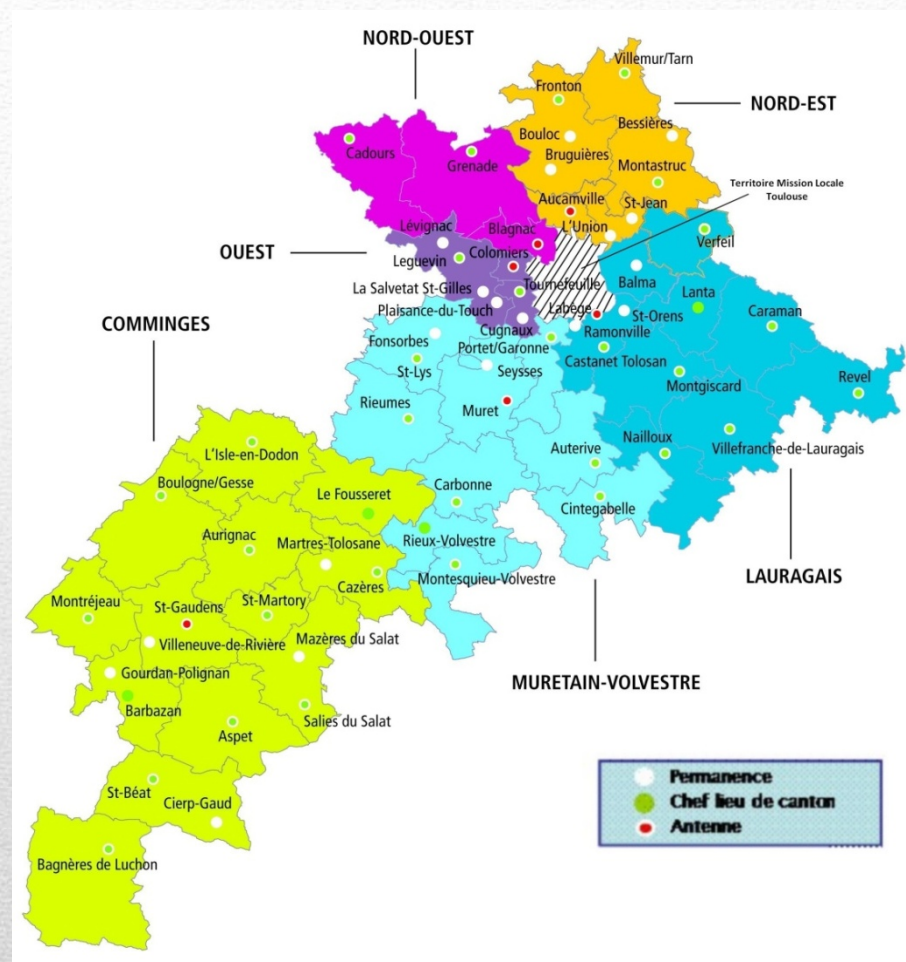 NORD-OUEST
Villemur/Tarn
Fronton
NORD-EST
Bouloc
Bessières
Cadours
Bruguières
Grenade
Montastruc
Territoire Mission Locale
Toulouse
Aucamville
St-Jean
Lévignac
Blagnac
L'Union
Verfeil
OUEST
Leguevin
Colomiers
Balma
La Salvetat St-Gilles
Tournefeuille
Lanta
Plaisance-du-Touch
Labège
St-Orens
Caraman
COMMINGES
Cugnaux
Ramonville
Fonsorbes
Portet/Garonne
Castanet Tolosan
St-Lys
Seysses
Revel
Montgiscard
Rieumes
Muret
L'Isle-en-Dodon
Auterive
Nailloux
Villefranche-de-Lauragais
Boulogne/Gesse
Le Fousseret
Carbonne
Cintegabelle
Aurignac
Martres-Tolosane
Rieux-Volvestre
Cazères
Montesquieu-Volvestre
LAURAGAIS
Montréjeau
St-Gaudens
St-Martory
Villeneuve-de-Rivière
Mazères du Salat
Gourdan-Polignan
MURETAIN-VOLVESTRE
Barbazan
Salies du Salat
Aspet
St-Béat
Cierp-Gaud
Bagnères de Luchon
Permanence
Chef lieu de canton
Antenne